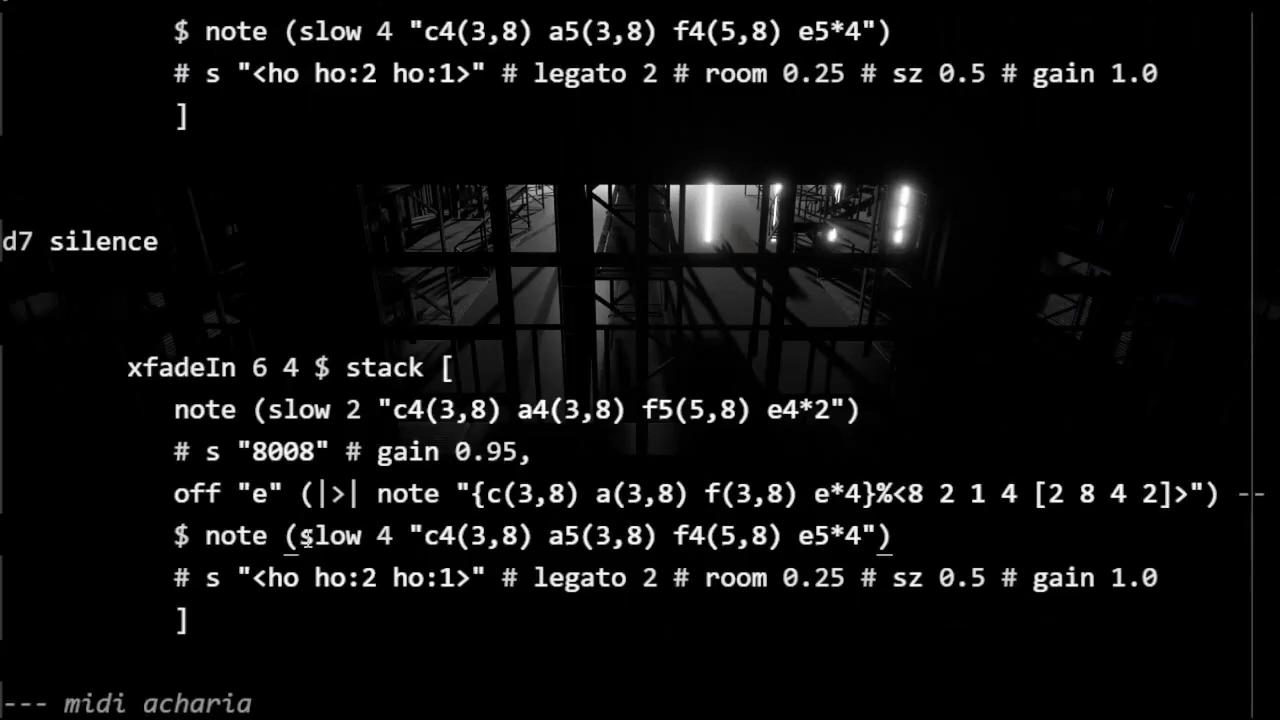 $ note (slow 4 "c4(3,8) a5(3,8) f4(5,8) e5*4")
# s "<ho ho:2 ho:1>" # legato 2 # room 0.25 # sz 0.5 # gain 1.0
]
d7 silence
xfadeIn 6 4 $ stack [
note (slow 2 "c4(3,8) a4(3,8) f5(5,8) e4*2")
# s "8008" # gain 0.95,
off "e" (|>| note "{c(3,8) a(3,8) f(3,8) e*4}%<8 2 1 4 [2 8 4 2]>") --
$ note (slow 4 "c4(3,8) a5(3,8) f4(5,8) e5*4")
# s "<ho ho:2 ho:1>" # legato 2 # room 0.25 # sz 0.5 # gain 1.0
]
--- midi acharia